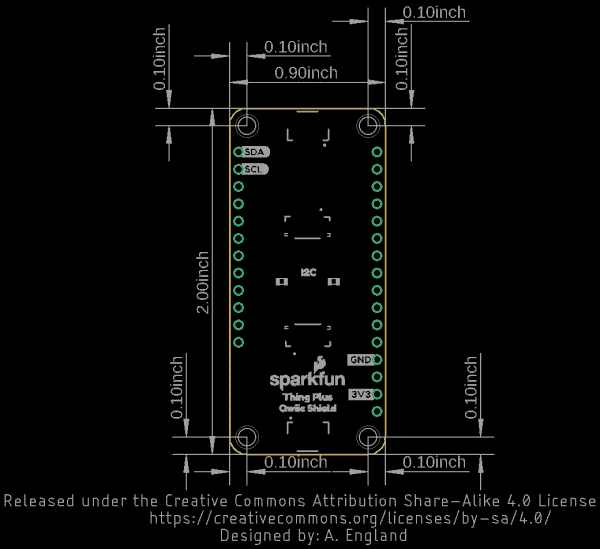 0.10inch
0.10inch
0.90inch
0.10inch
0.10inch
SDA
SCL
2.00inch
I2C
GND
sparkfun
3V3
Thing Plus
Qwiic Shield
0.10inch
0.10inch
0.10inch
0.10inch
Released under the Creative Commons Attribution Share-Alike 4.0 License
https://creativecommons.org/licenses/by-sa/4.0/
Designed by: A. England